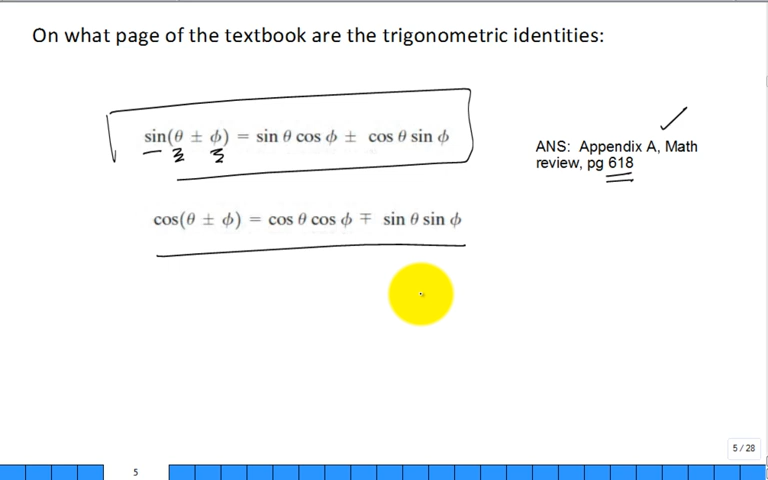 On what page of the textbook are the trigonometric identities:
sin(θ ± ϕ) = sin θ cos ϕ ± cos θ sin ϕ
ANS: Appendix A, Math
review, pg 618
cos(θ ± ϕ) = cos θ cos ϕ ∓ sin θ sin ϕ
5 / 28
5